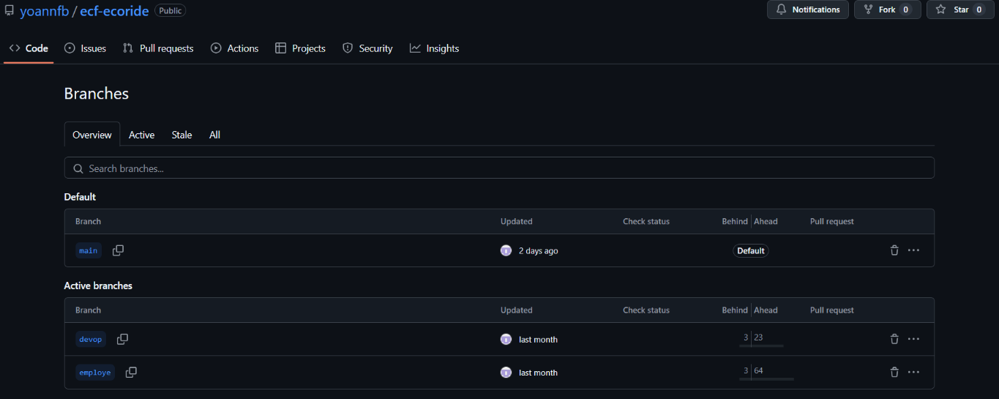 yoannfb / ecf-ecoride Public
Notifications Fork 0 Star 0
Code Issues Pull requests Actions Projects Security Insights
Branches
Overview Active Stale All
Search branches...
Default
Branch Updated Check status Behind Ahead Pull request
main 2 days ago Default
Active branches
Branch Updated Check status Behind Ahead Pull request
devop last month 3 23
employe last month 3 64